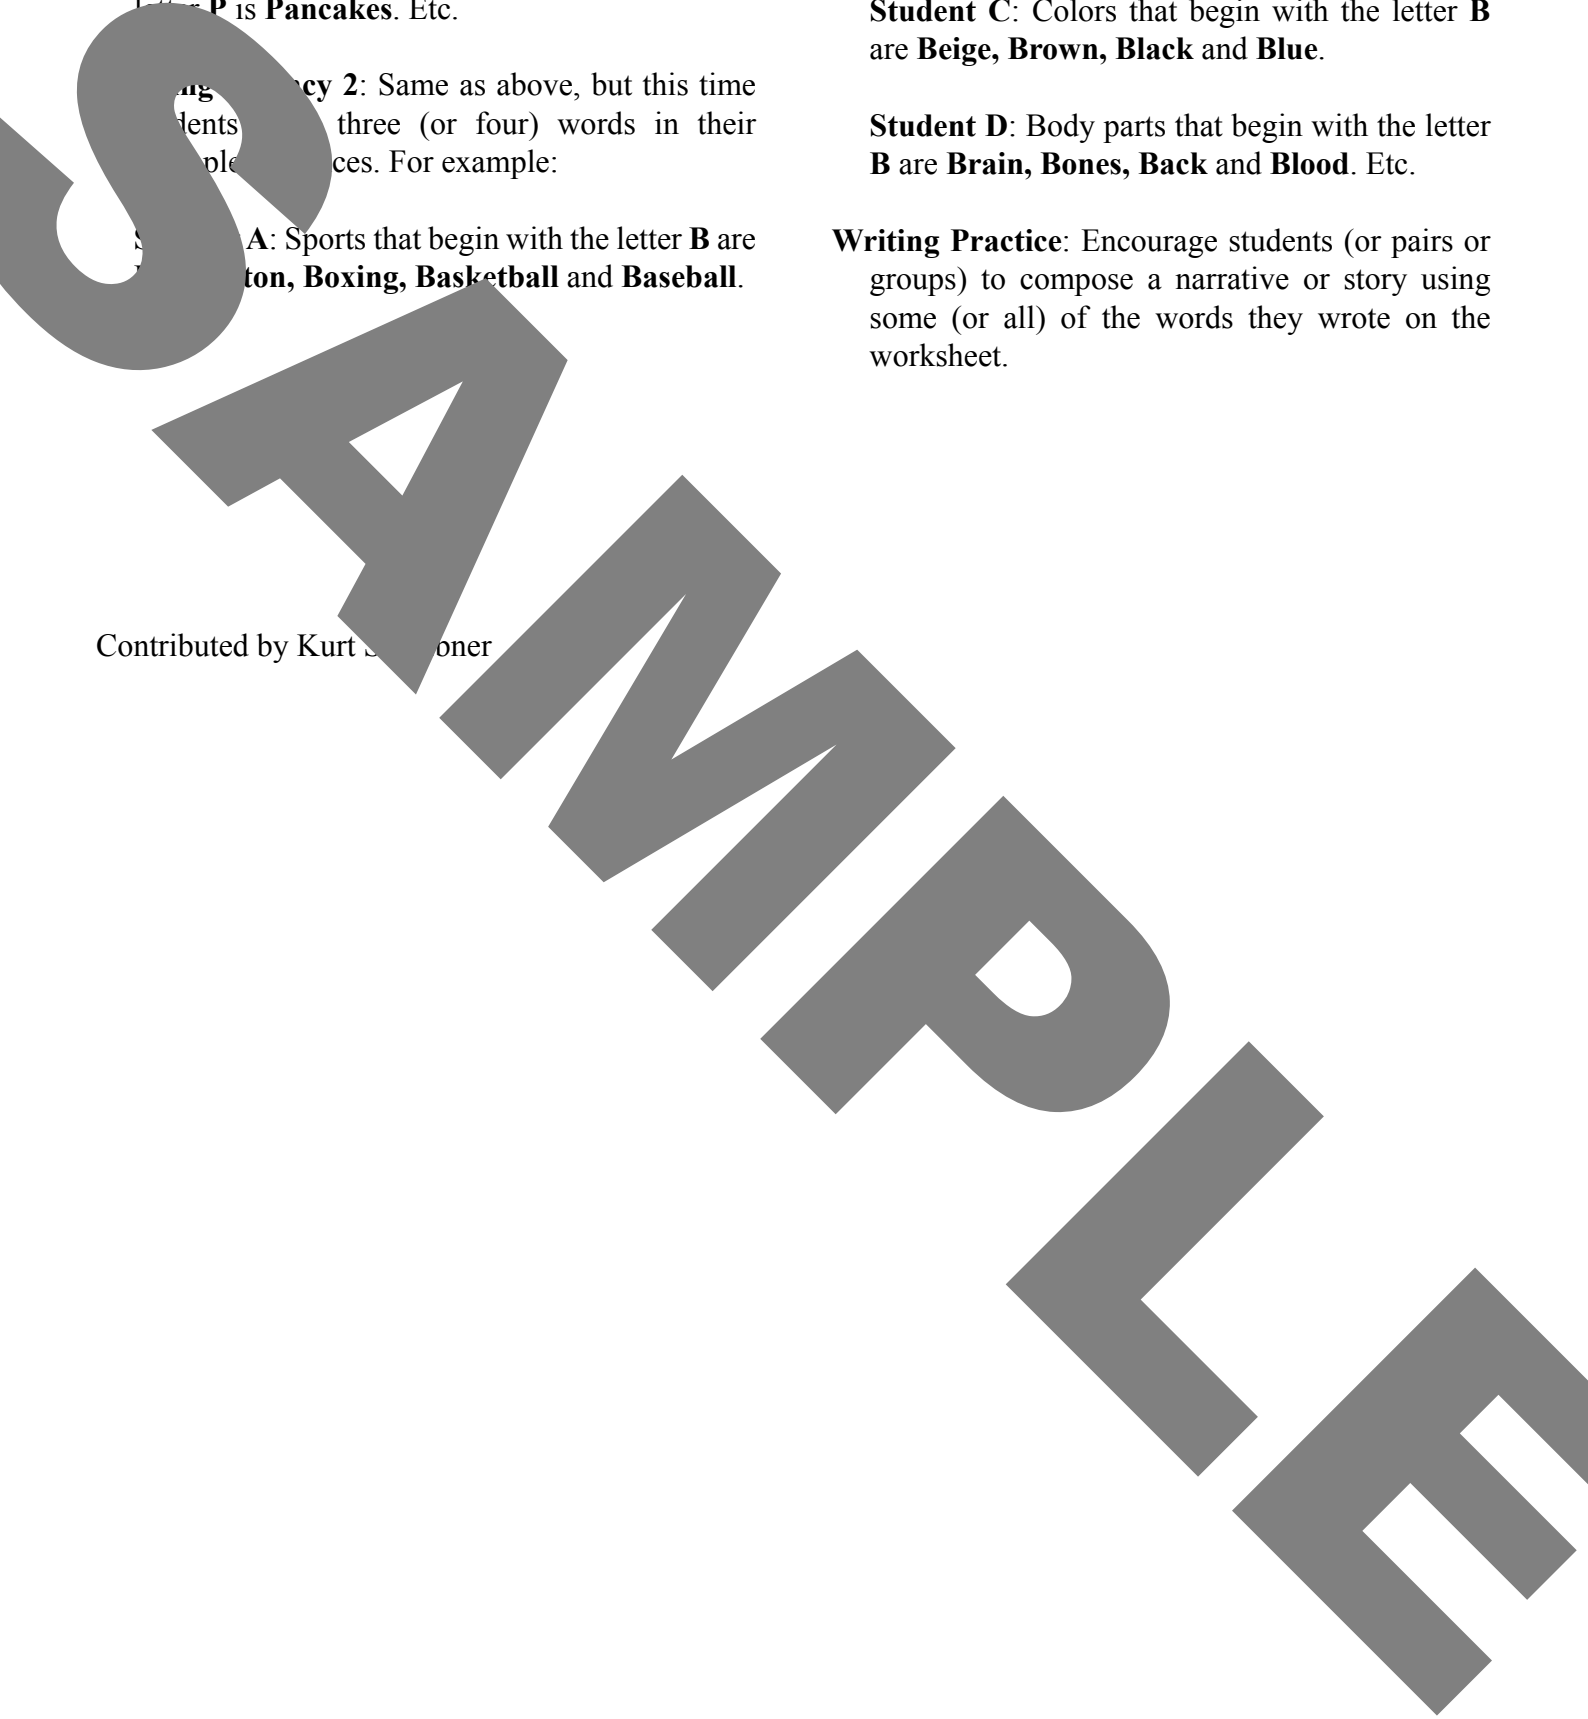 P is Pancakes. Etc.
cy 2: Same as above, but this time
three (or four) words in their
ces. For example:
A: Sports that begin with the letter B are
ton, Boxing, Basketball and Baseball.
Student C: Colors that begin with the letter B
are Beige, Brown, Black and Blue.
Student D: Body parts that begin with the letter
B are Brain, Bones, Back and Blood. Etc.
Writing Practice: Encourage students (or pairs or
groups) to compose a narrative or story using
some (or all) of the words they wrote on the
worksheet.
Contributed by Kurt
SAMPLE